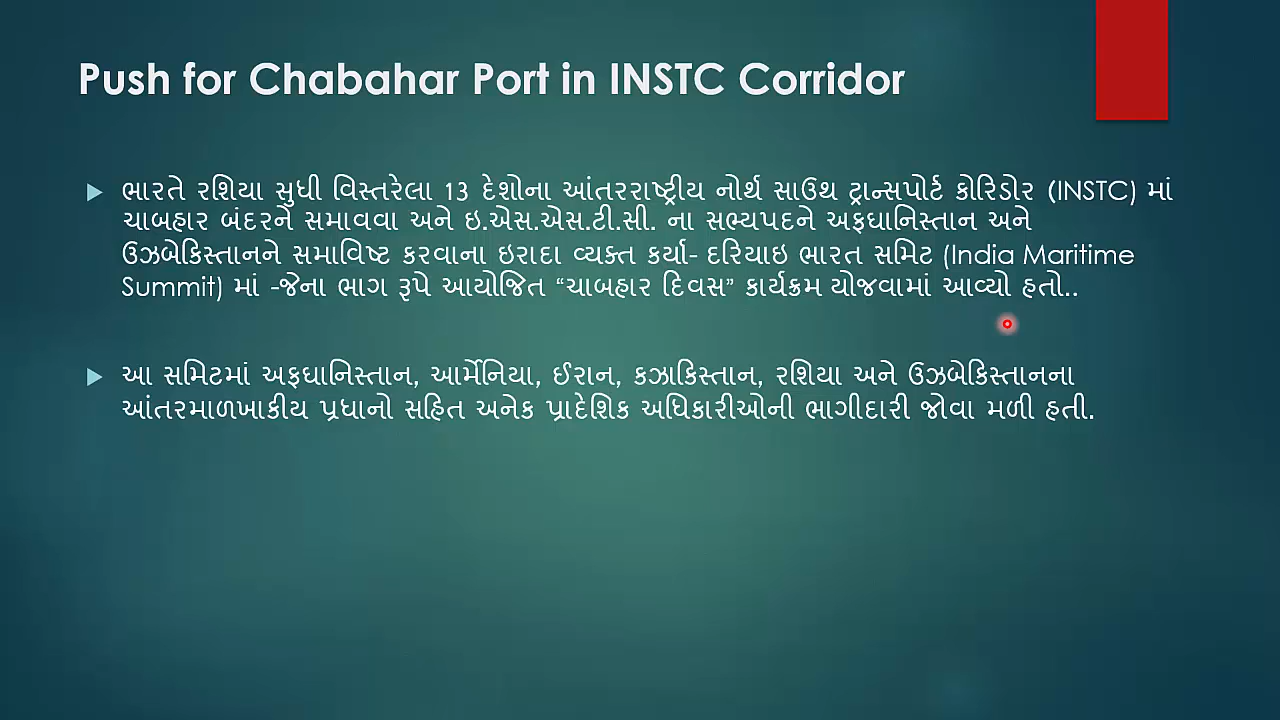 Push for Chabahar Port in INSTC Corridor
ભારતે રશિયા સુધી વિસ્તરેલા 13 દેશોના આંતરરાષ્ટ્રીય નોર્થ સાઉથ ટ્રાન્સપોર્ટ કોરિડોર (INSTC) માં
ચાબહાર બંદરને સમાવવા અને ઇ.એસ.એસ.ટી.સી. ના સભ્યપદને અફઘાનિસ્તાન અને
ઉઝબેકિસ્તાનને સમાવિષ્ટ કરવાના ઇરાદા વ્યક્ત કર્યા- દરિયાઇ ભારત સમિટ (India Maritime
Summit) માં -જેના ભાગ રૂપે આયોજિત “ચાબહાર દિવસ” કાર્યક્રમ યોજવામાં આવ્યો હતો..
આ સમિટમાં અફઘાનિસ્તાન, આર્મેનિયા, ઈરાન, કઝાકિસ્તાન, રશિયા અને ઉઝબેકિસ્તાનના
આંતરમાળખાકીય પ્રધાનો સહિત અનેક પ્રાદેશિક અધિકારીઓની ભાગીદારી જોવા મળી હતી.